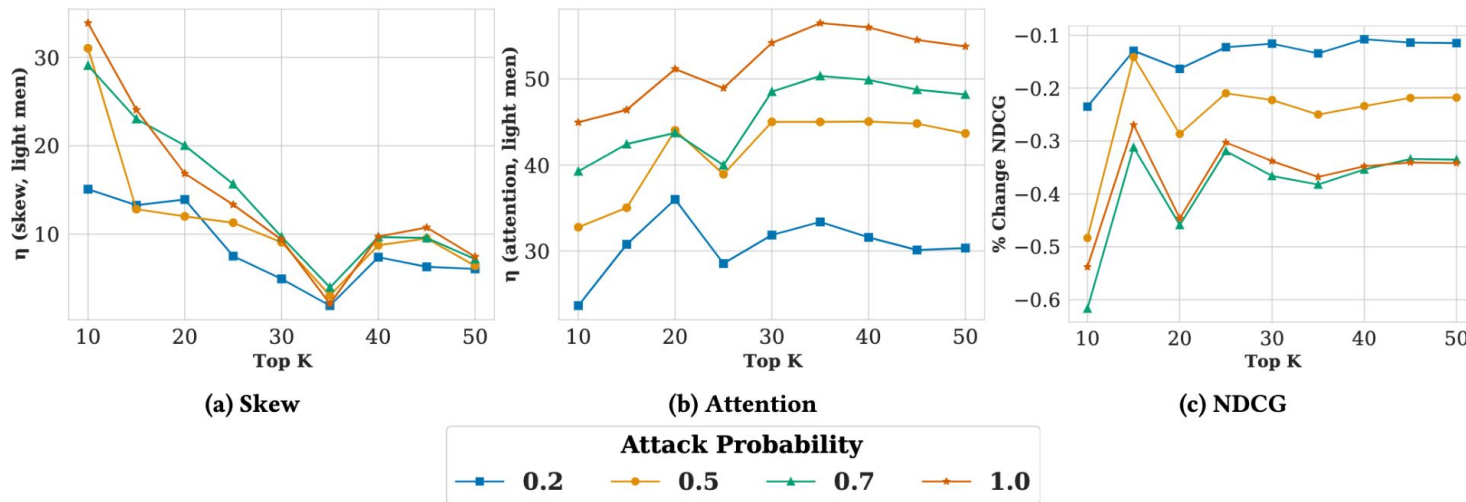 η (skew, light men)
30
20
10
10 20 30 40 50
Top K
(a) Skew
η (attention, light men)
50
40
30
10 20 30 40 50
Top K
(b) Attention
% Change NDCG
−0.1
−0.2
−0.3
−0.4
−0.5
−0.6
10 20 30 40 50
Top K
(c) NDCG
Attack Probability
0.2 0.5 0.7 1.0